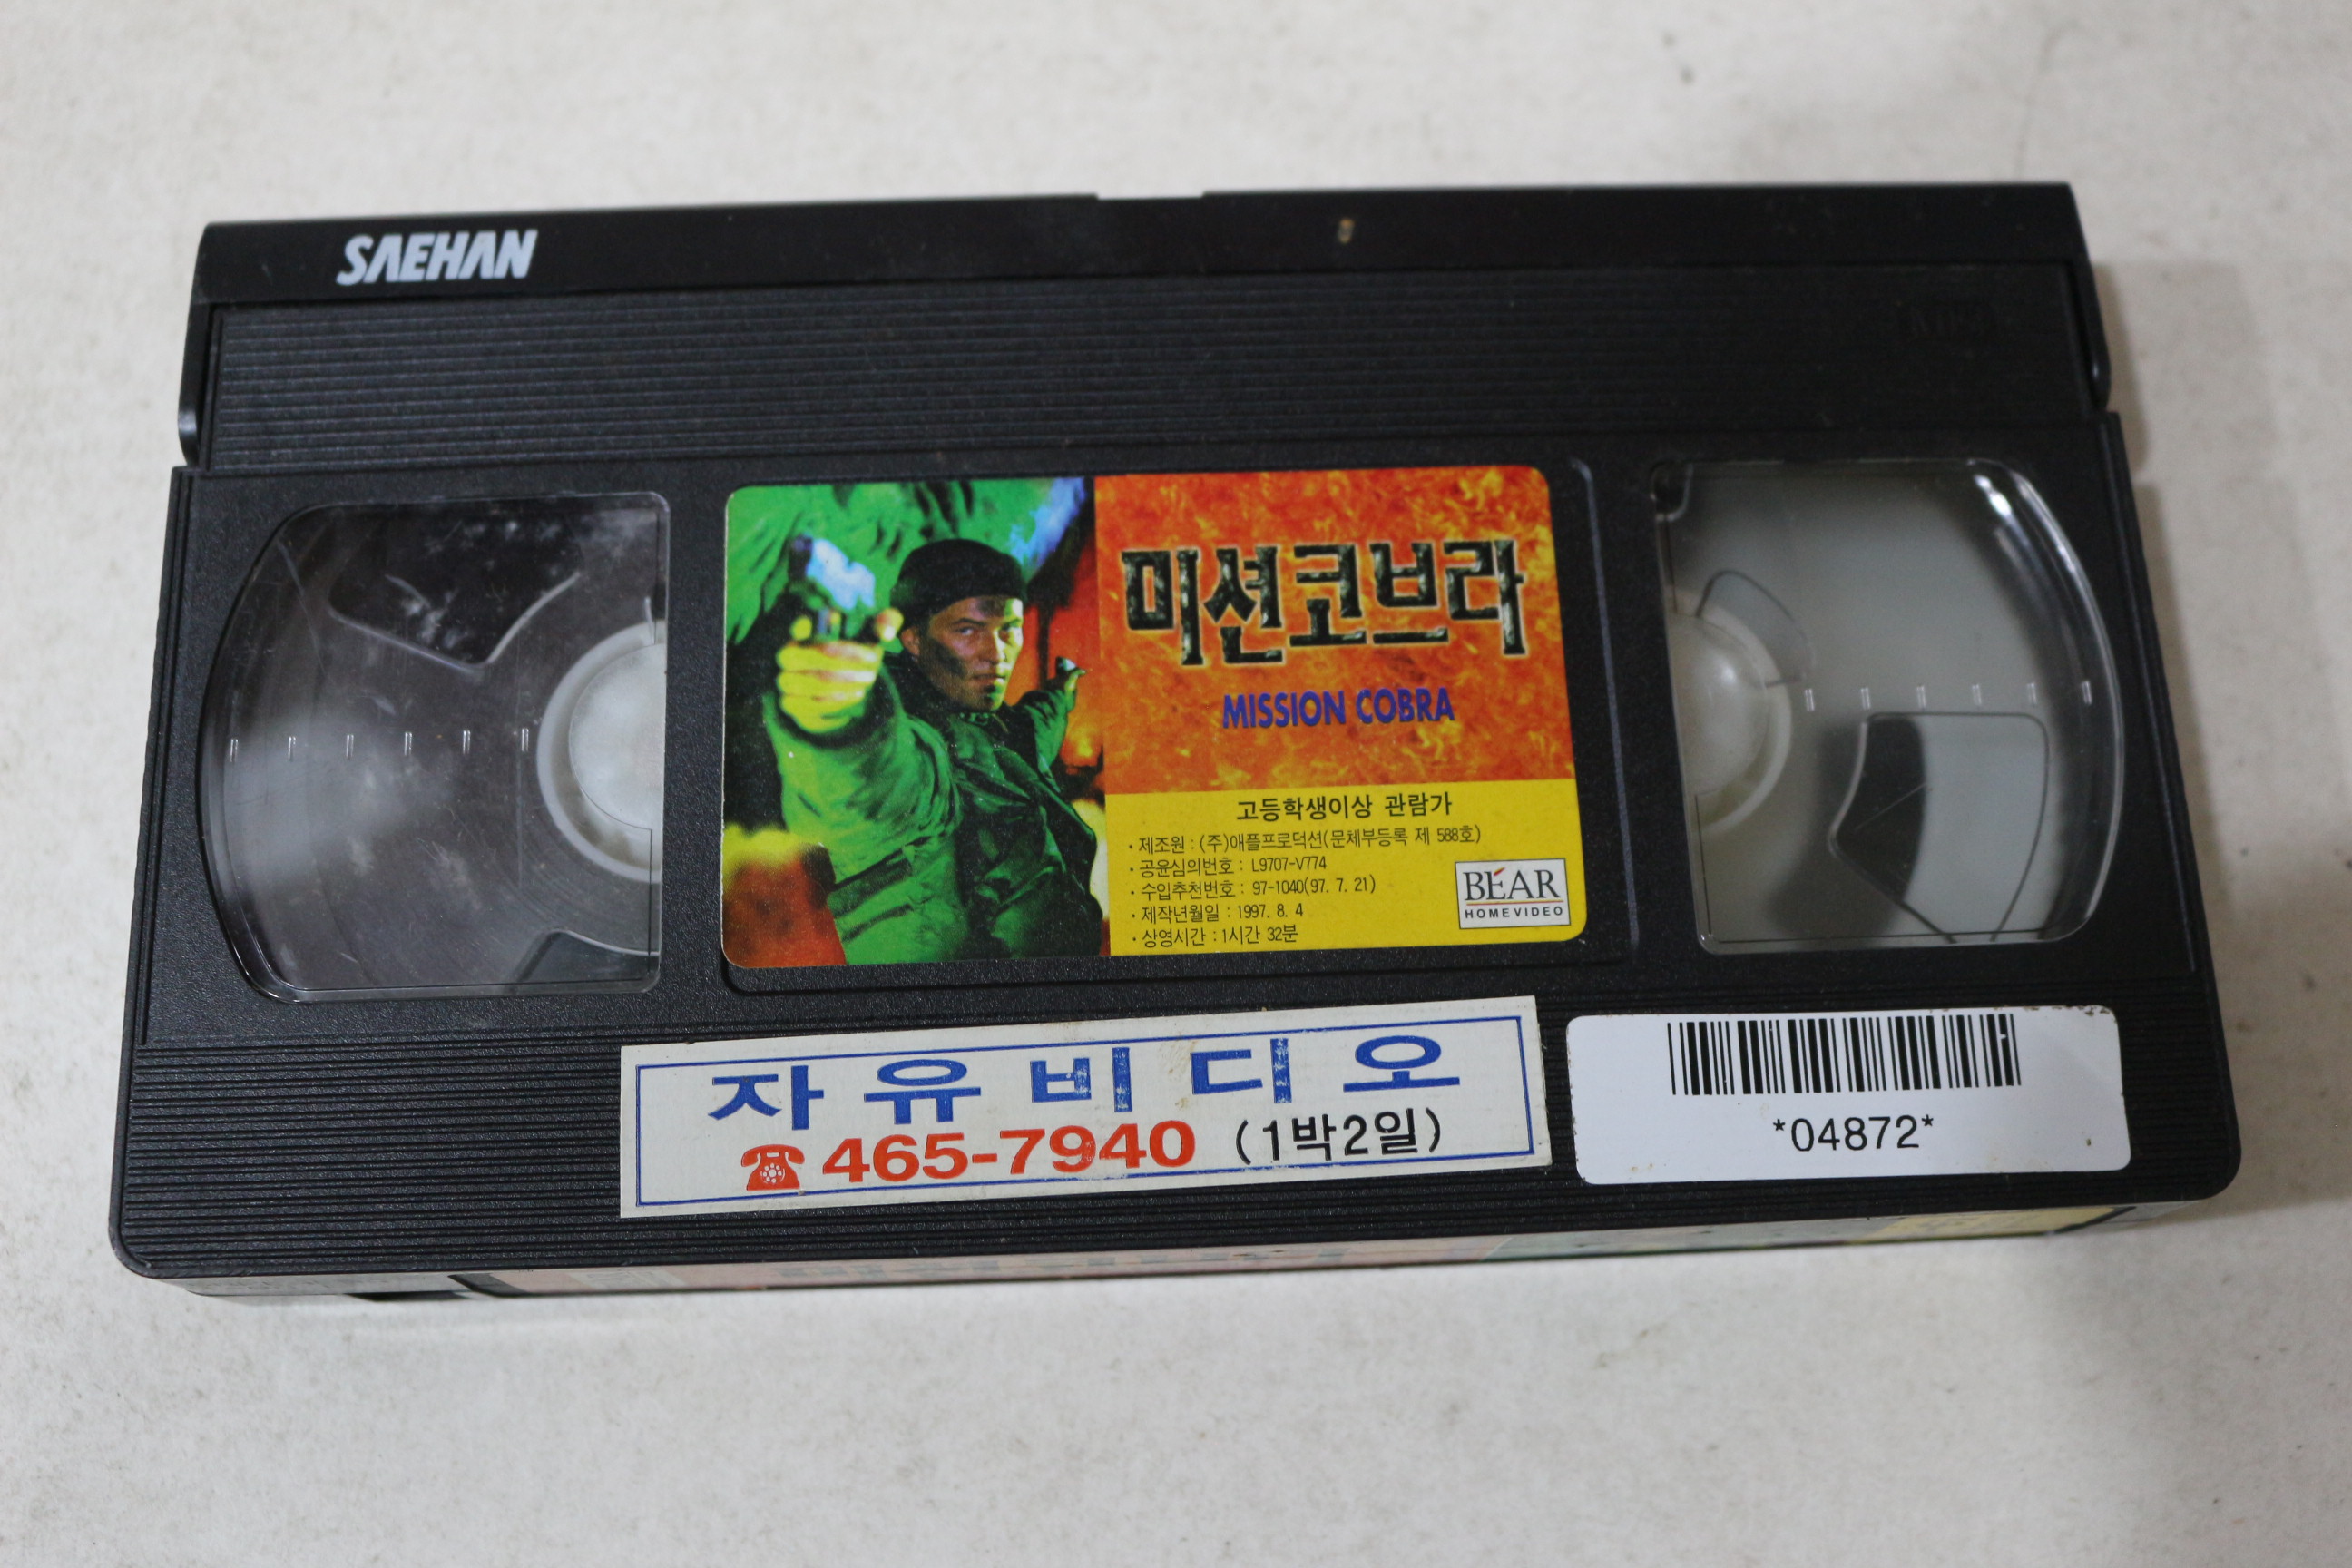 SAEHAN
미션코브라
MISSION COBRA
고등학생이상 관람가
· 제조원 : (주)애플프로덕션(문체부등록 제 588호)
· 공윤심의번호 : L9707-V774
· 수입추천번호 : 97-1040(97. 7. 21)
· 제작년월일 : 1997. 8. 4
· 상영시간 : 1시간 32분
BÉAR
HOME VIDEO
자유비디오
☎465-7940 (1박2일)
*04872*